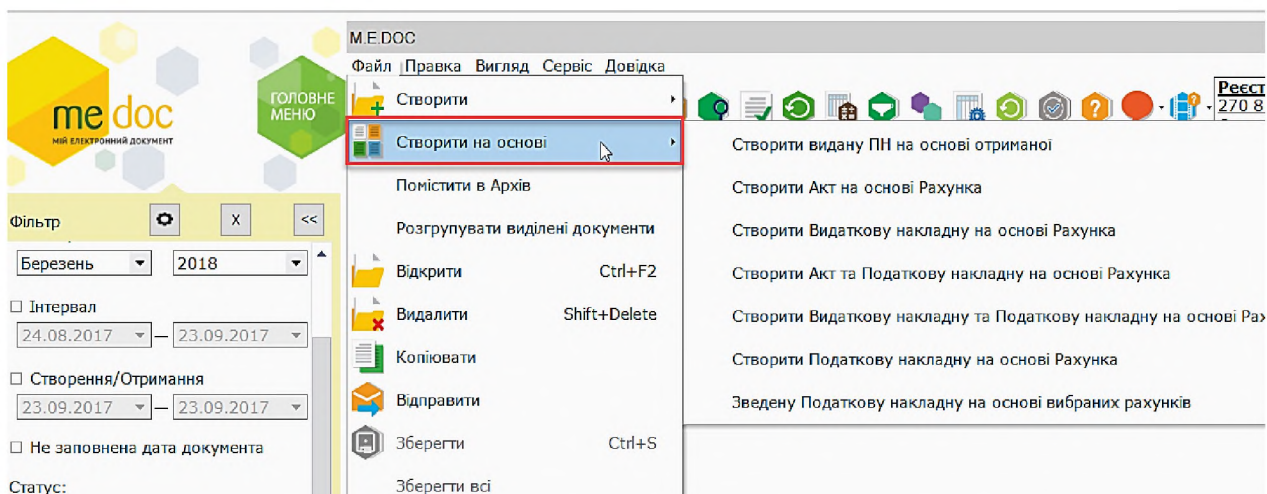 me doc
МІЙ ЕЛЕКТРОННИЙ ДОКУМЕНТ
ГОЛОВНЕ
МЕНЮ
Фільтр
X
<<
Березень
2018
Інтервал
24.08.2017 — 23.09.2017
Створення/Отримання
23.09.2017 — 23.09.2017
Не заповнена дата документа
Статус:
M.E.DOC
Файл Правка Вигляд Сервіс Довідка
Реєст
270 8
Створити
Створити на основі
Помістити в Архів
Розгрупувати виділені документи
Відкрити Ctrl+F2
Видалити Shift+Delete
Копіювати
Відправити
Зберегти Ctrl+S
Зберегти всі
Створити видану ПН на основі отриманої
Створити Акт на основі Рахунка
Створити Видаткову накладну на основі Рахунка
Створити Акт та Податкову накладну на основі Рахунка
Створити Видаткову накладну та Податкову накладну на основі Рах
Створити Податкову накладну на основі Рахунка
Зведену Податкову накладну на основі вибраних рахунків